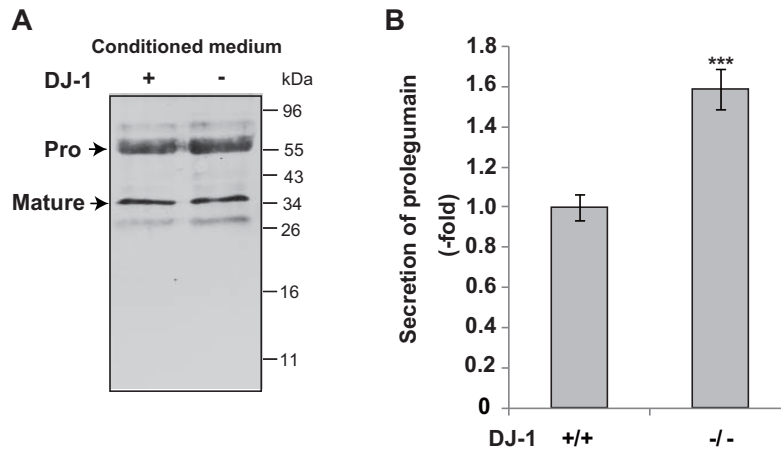 A
Conditioned medium
DJ-1 + - kDa
96
Pro 55
43
Mature 34
26
16
11
B
Secretion of prolegumain
(-fold)
1.8
1.6
1.4
1.2
1.0
0.8
0.6
0.4
0.2
0
***
DJ-1 +/+ -/-